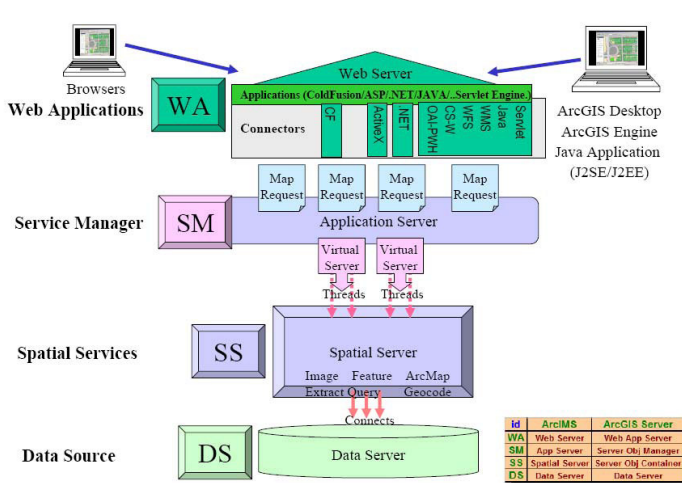 Browsers
Web Applications
WA
Web Server
Applications (ColdFusion/ASP/.NET/JAVA/..Servlet Engine.)
Connectors
CF
ActiveX
.NET
OAI-PWH
CS-W
WFS
WMS
Java
Servlet
ArcGIS Desktop
ArcGIS Engine
Java Application
(J2SE/J2EE)
Map
Request
Map
Request
Map
Request
Map
Request
Service Manager
SM
Application Server
Virtual
Server
Virtual
Server
Threads
Threads
Spatial Services
SS
Spatial Server
Image Feature ArcMap
Extract Query Geocode
Connects
Data Source
DS
Data Server
id ArcIMS ArcGIS Server
WA Web Server Web App Server
SM App Server Server Obj Manager
SS Spatial Server Server Obj Container
DS Data Server Data Server